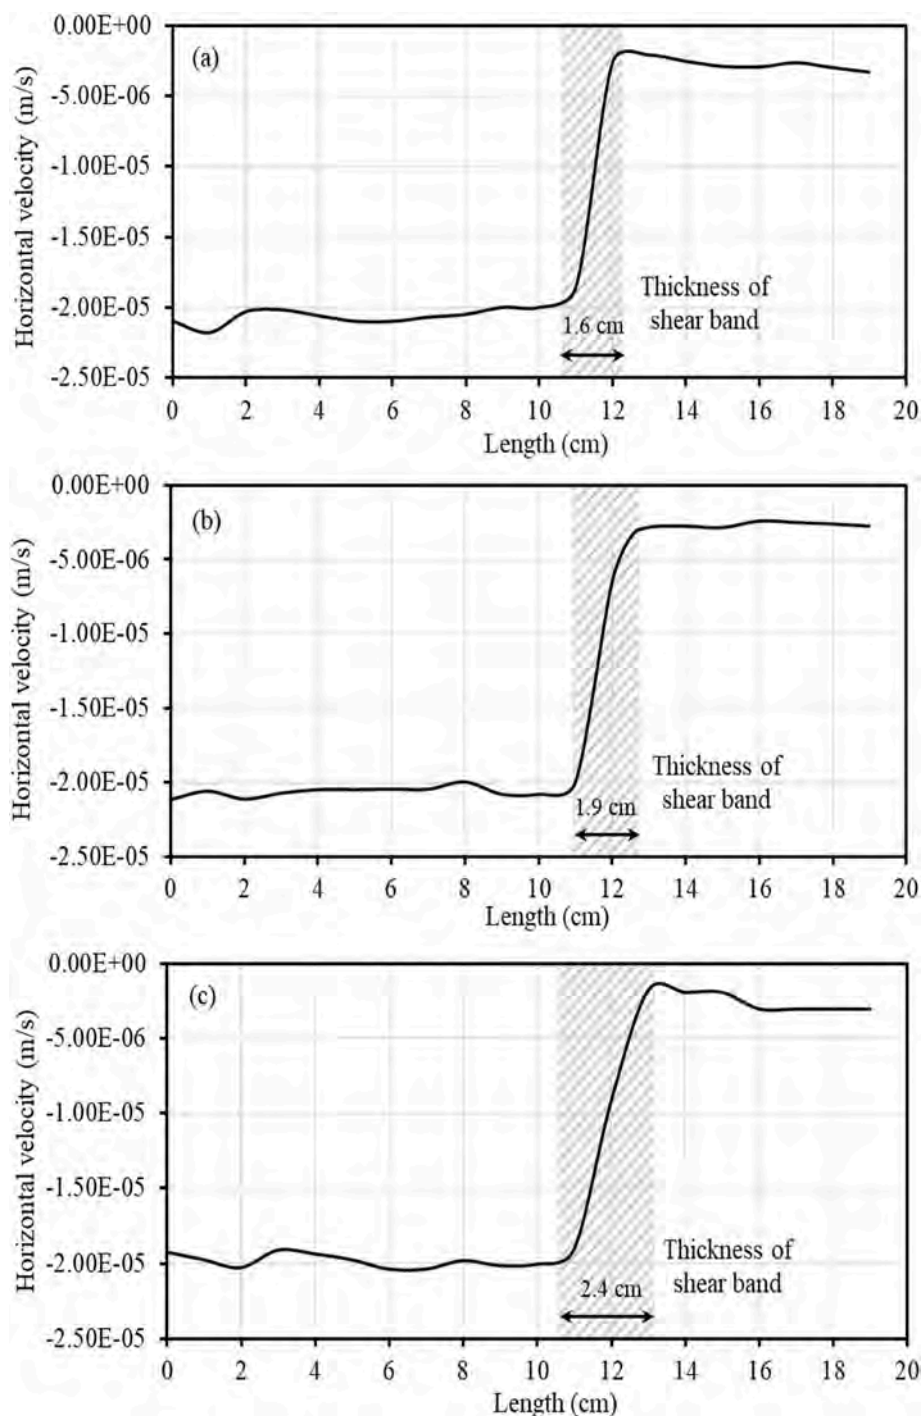 0.00E+00
(a)
-5.00E-06
-1.00E-05
-1.50E-05
-2.00E-05
-2.50E-05
Horizontal velocity (m/s)
Thickness of
shear band
1.6 cm
0 2 4 6 8 10 12 14 16 18 20
Length (cm)
0.00E+00
(b)
-5.00E-06
-1.00E-05
-1.50E-05
-2.00E-05
-2.50E-05
Horizontal velocity (m/s)
Thickness of
shear band
1.9 cm
0 2 4 6 8 10 12 14 16 18 20
Length (cm)
0.00E+00
(c)
-5.00E-06
-1.00E-05
-1.50E-05
-2.00E-05
-2.50E-05
Horizontal velocity (m/s)
Thickness of
shear band
2.4 cm
0 2 4 6 8 10 12 14 16 18 20
Length (cm)